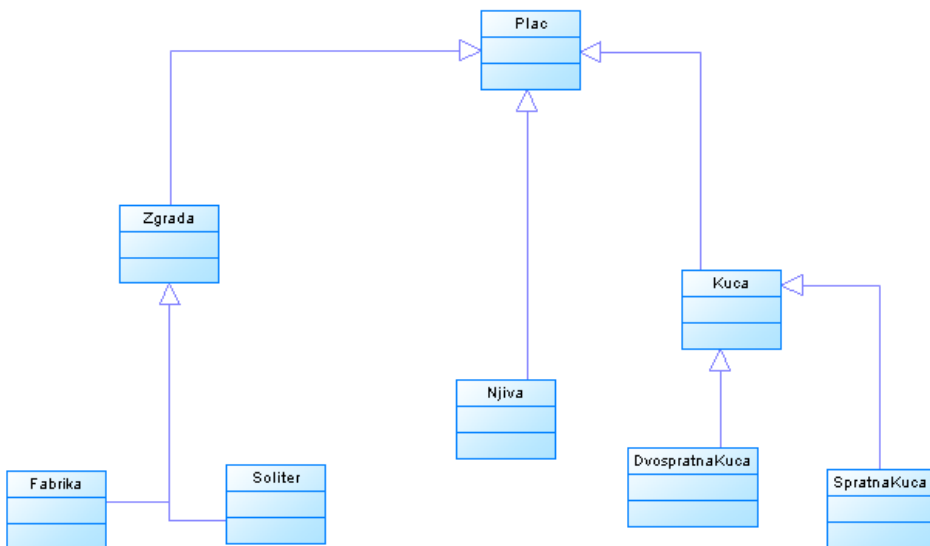 Plac
Zgrada
Kuca
Njiva
DvospratnaKuca
Soliter
Fabrika
SpratnaKuca